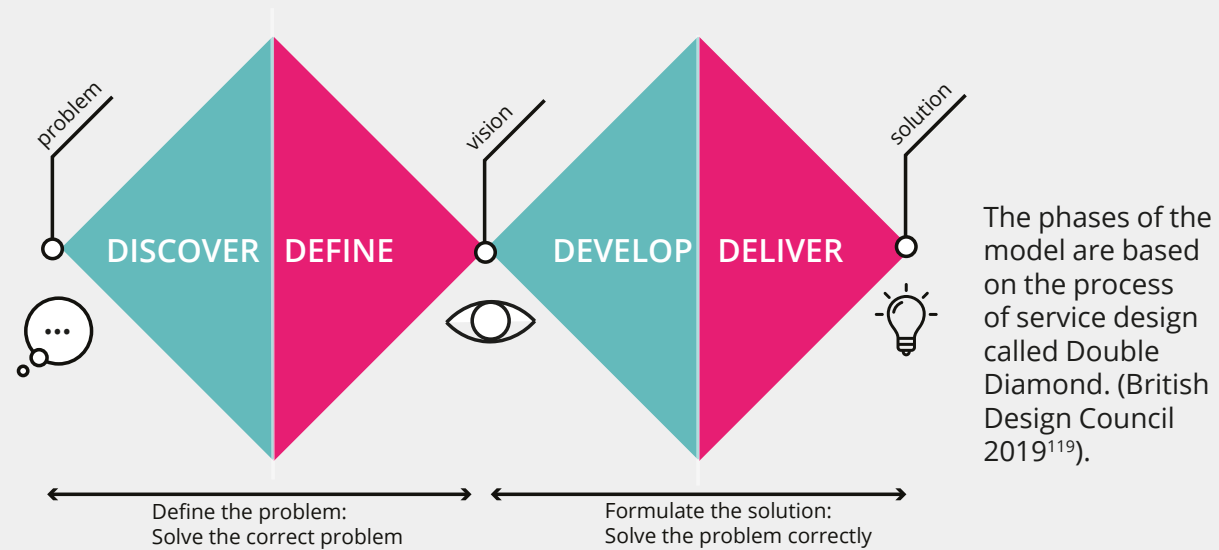 problem
vision
solution
DISCOVER
DEFINE
DEVELOP
DELIVER
The phases of the
model are based
on the process
of service design
called Double
Diamond. (British
Design Council
2019¹¹⁹).
Define the problem:
Solve the correct problem
Formulate the solution:
Solve the problem correctly